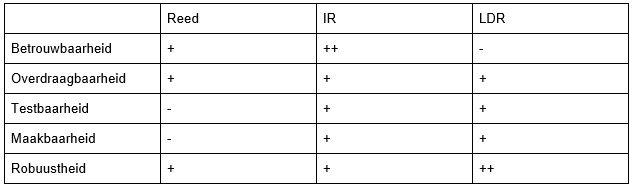 Reed IR LDR
Betrouwbaarheid + ++ -
Overdraagbaarheid + + +
Testbaarheid - + +
Maakbaarheid - + +
Robuustheid + + ++